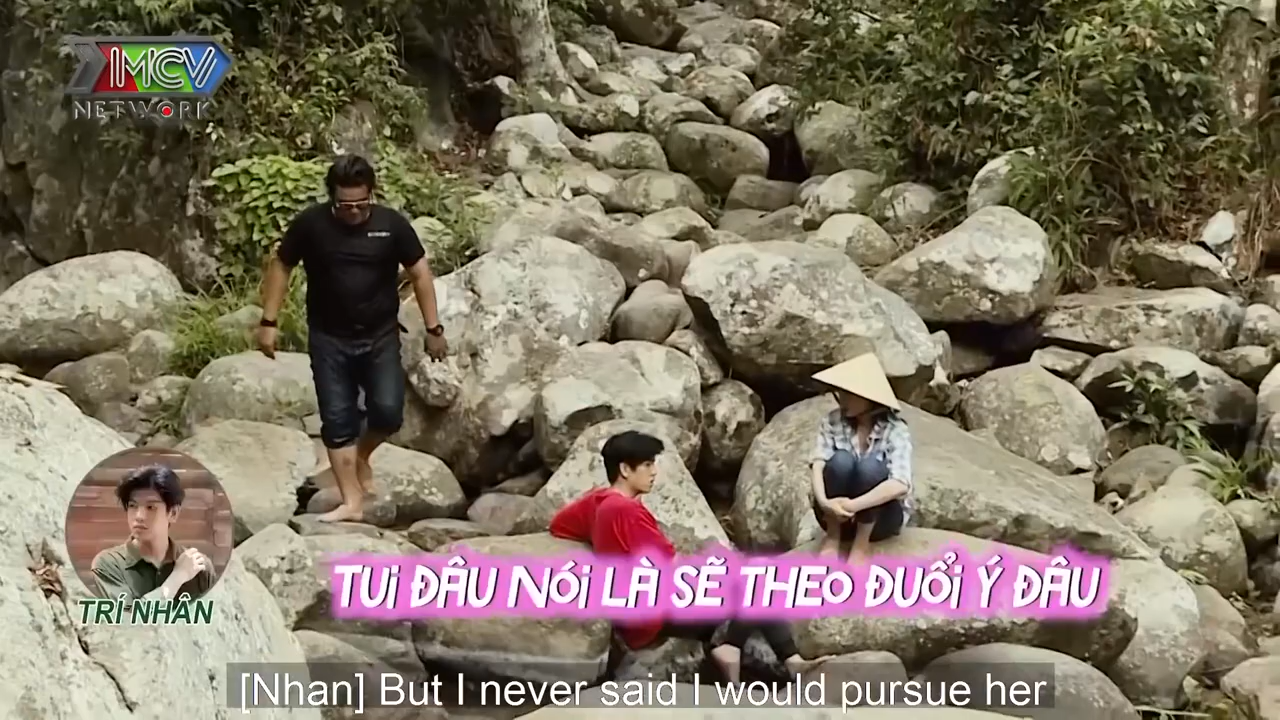 MCV
NETWORK
TRÍ NHÂN
TUI ĐÂU NÓI LÀ SẼ THEO ĐUỔI Ý ĐÂU
[Nhan] But I never said I would pursue her